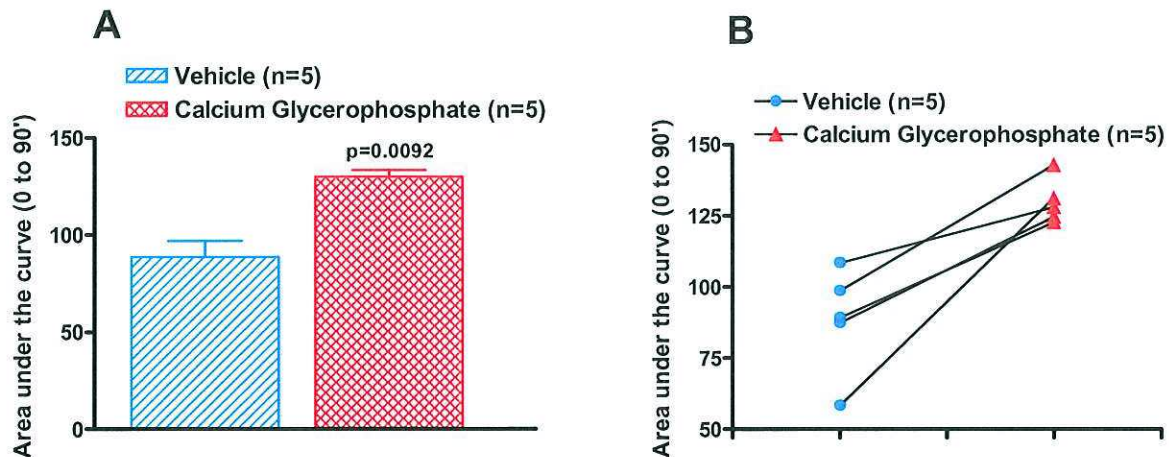 A
Vehicle (n=5)
Calcium Glycerophosphate (n=5)
Area under the curve (0 to 90')
150
100
50
0
p=0.0092
B
Vehicle (n=5)
Calcium Glycerophosphate (n=5)
Area under the curve (0 to 90')
150
125
100
75
50